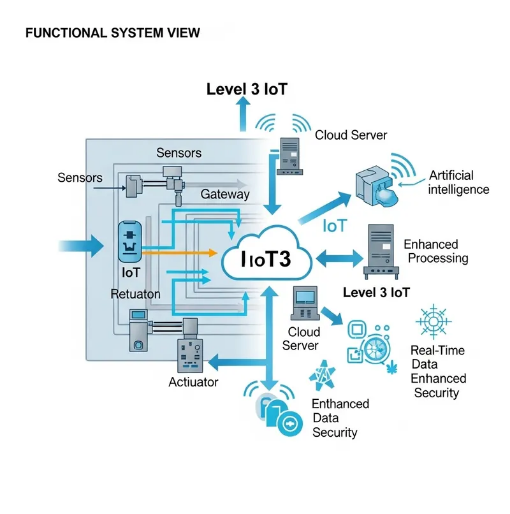 FUNCTIONAL SYSTEM VIEW
Level 3 IoT
Cloud Server
Sensors
Sensors
Gateway
Artificial
intelligence
IoT
IIoT3
IoT
Enhanced
Processing
Retuaton
Level 3 IoT
Cloud
Server
Real-Time
Data
Enhanced
Security
Actiuator
Enthanced
Data
Security